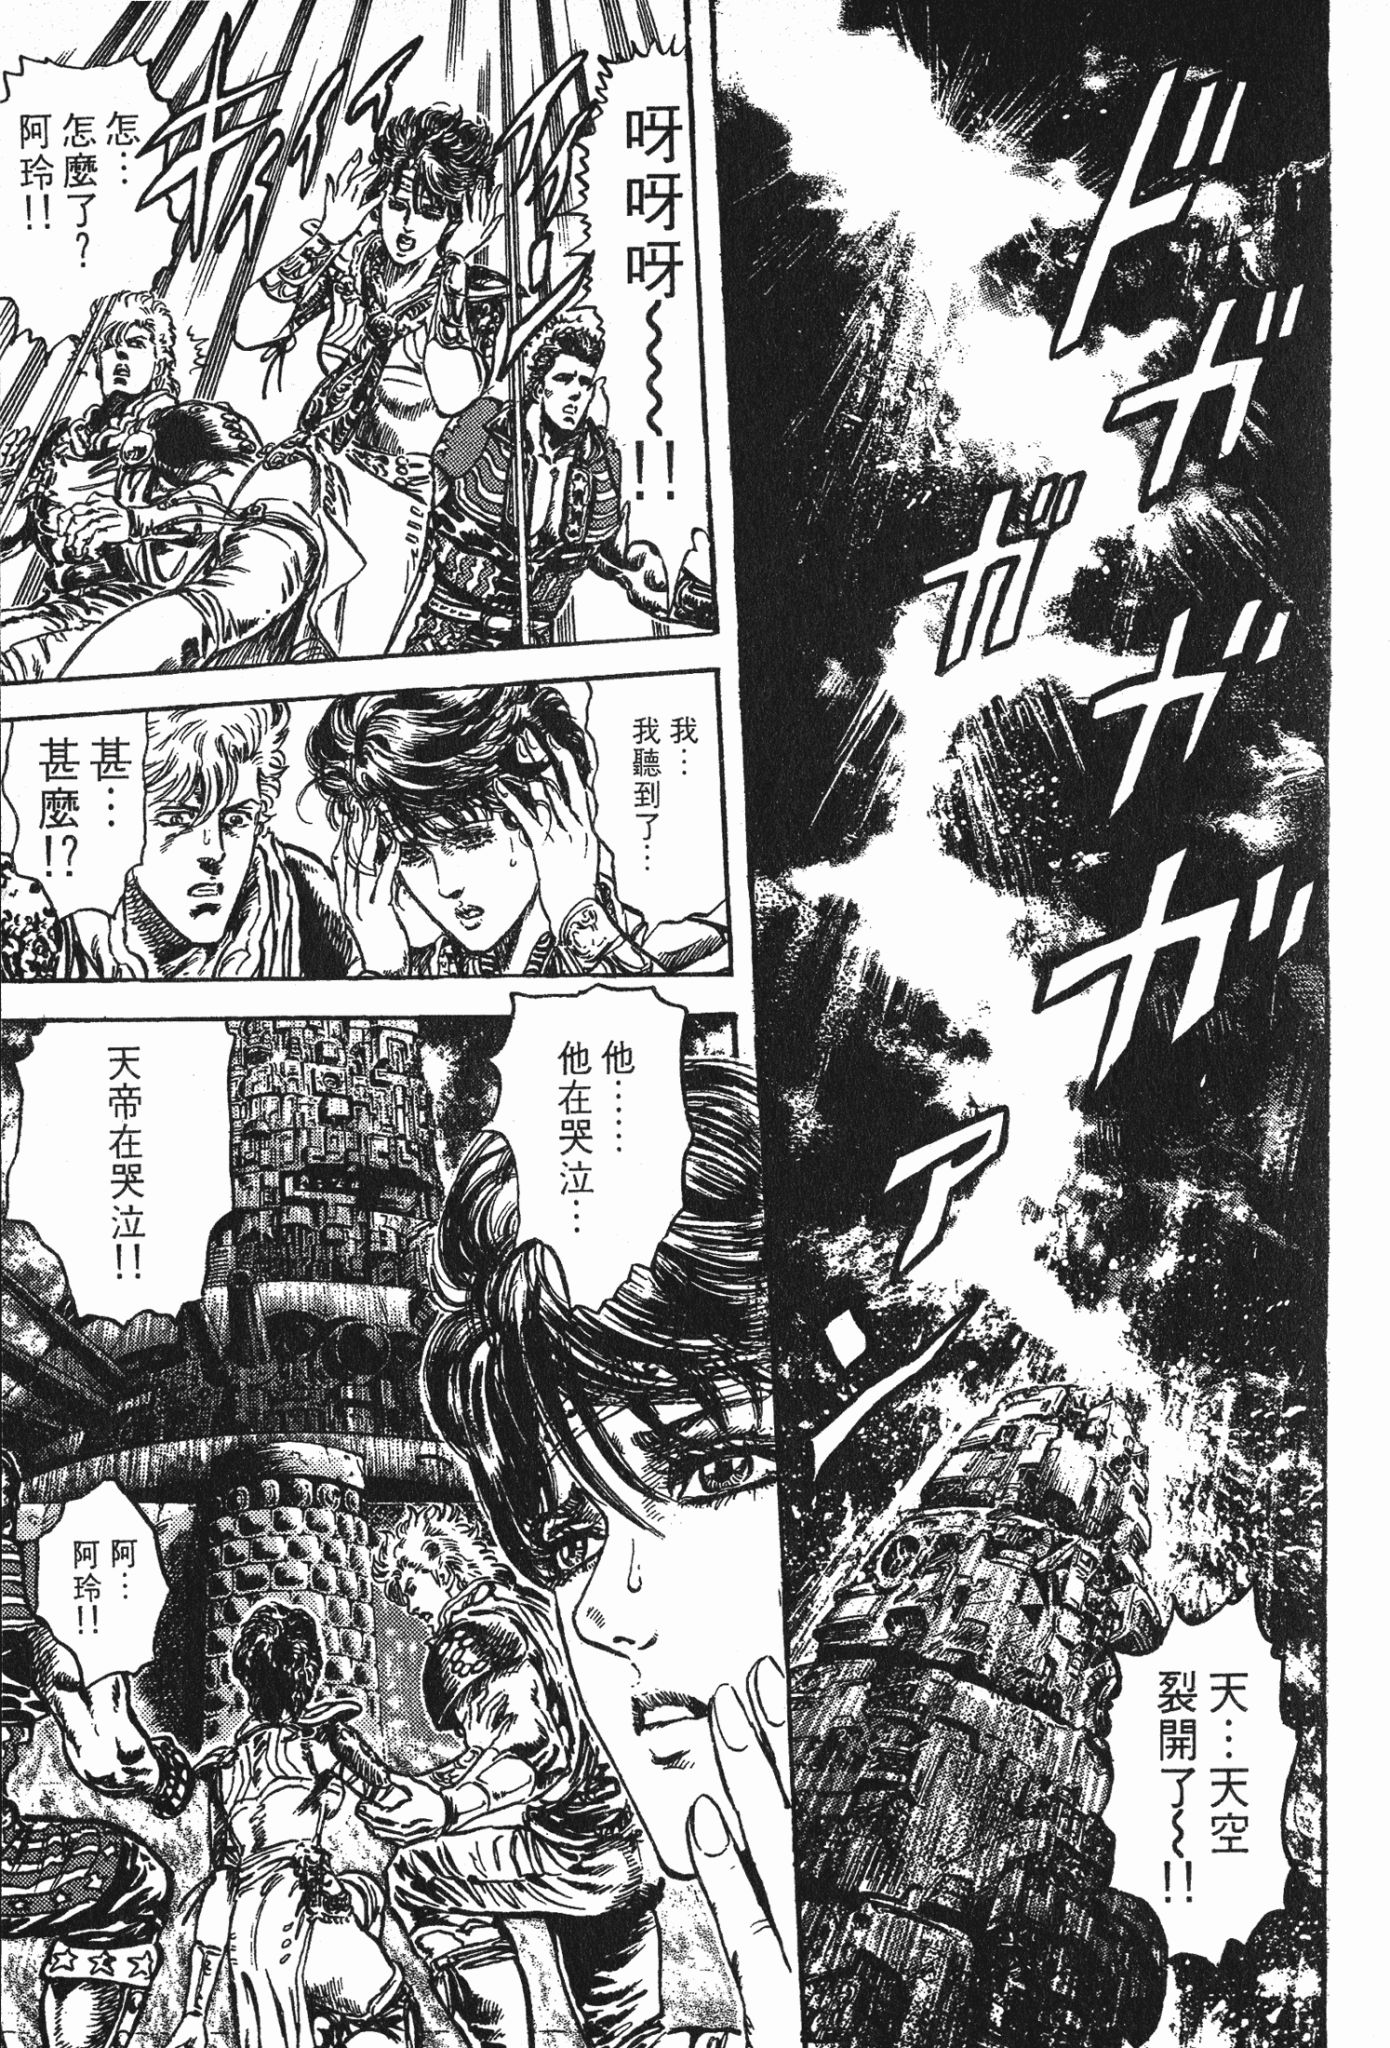 ドガガガガァン
天…天空
裂開了～!!
呀呀呀～～～!!
キィィィン
怎…
怎麼了?
阿玲!!
我…
我聽到了…
甚…
甚麼!?
他……
他在哭泣…
天帝在哭泣!!
阿…
阿玲!!